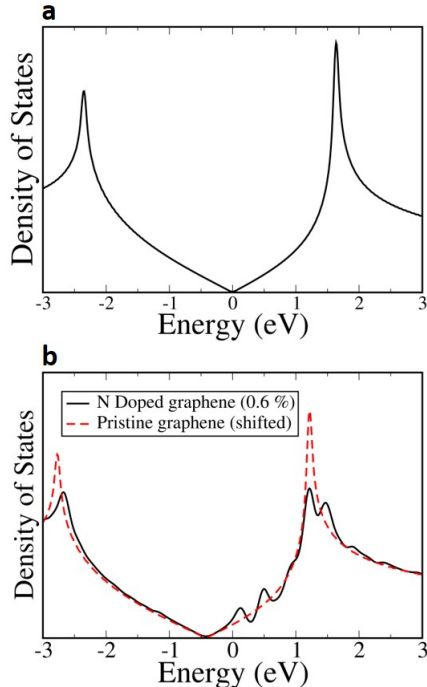 a
Density of States
-3 -2 -1 0 1 2 3
Energy (eV)
b
N Doped graphene (0.6 %)
Pristine graphene (shifted)
Density of States
-3 -2 -1 0 1 2 3
Energy (eV)